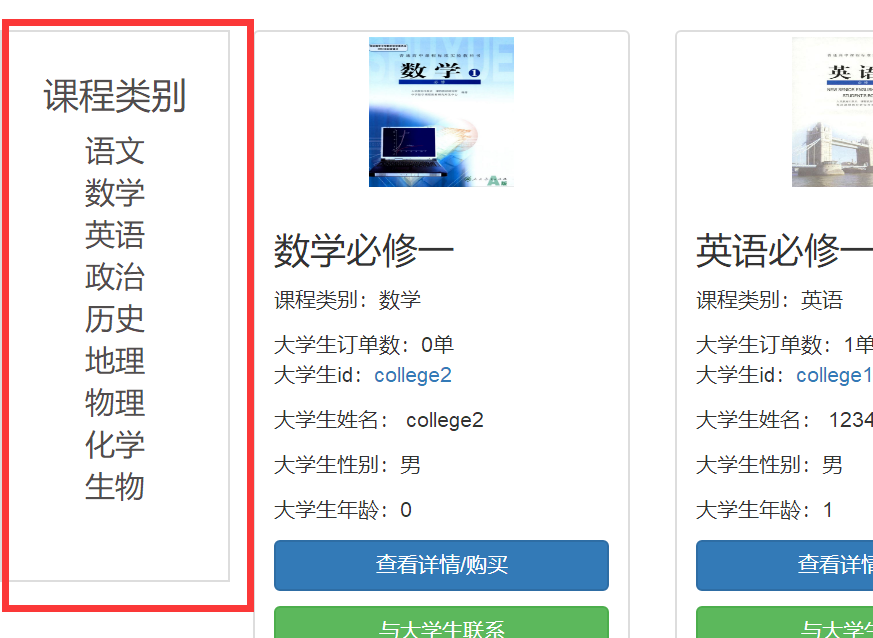 课程类别
语文
数学
英语
政治
历史
地理
物理
化学
生物
数学 1
数学必修一
课程类别：数学
大学生订单数：0单
大学生id：college2
大学生姓名： college2
大学生性别：男
大学生年龄：0
查看详情/购买
与大学生联系
英语
英语必修一
课程类别：英语
大学生订单数：1单
大学生id：college1
大学生姓名： 1234
大学生性别：男
大学生年龄：1
查看详情
与大学生